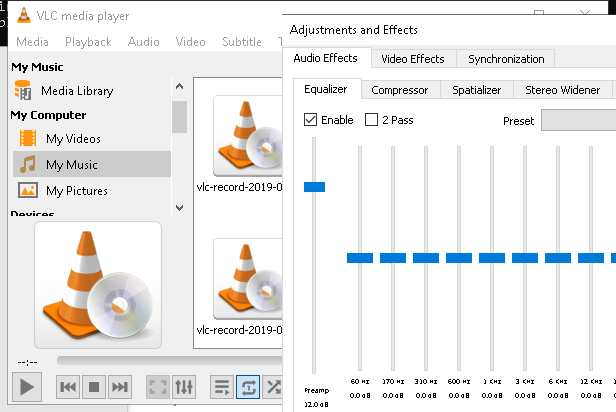 VLC media player
Media Playback Audio Video Subtitle
My Music
Media Library
My Computer
My Videos
My Music
My Pictures
Devices
vlc-record-2019-0
vlc-record-2019-0
--:--
Adjustments and Effects
Audio Effects Video Effects Synchronization
Equalizer Compressor Spatializer Stereo Widener
Enable 2 Pass Preset
60 Hz 170 Hz 310 Hz 600 Hz 1 KHz 3 KHz 6 KHz 12 KHz
0.0 dB 0.0 dB 0.0 dB 0.0 dB 0.0 dB 0.0 dB 0.0 dB 0.0 dB
Preamp
12.0 dB